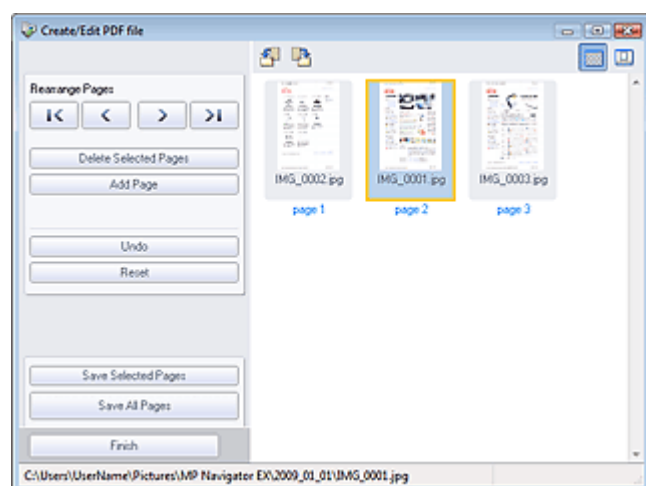 Create/Edit PDF file
Rearrange Pages
Delete Selected Pages
Add Page
Undo
Reset
Save Selected Pages
Save All Pages
Finish
IMG_0002.jpg
IMG_0001.jpg
IMG_0003.jpg
page 1
page 2
page 3
C:\Users\UserName\Pictures\MP Navigator EX\2009_01_01\IMG_0001.jpg